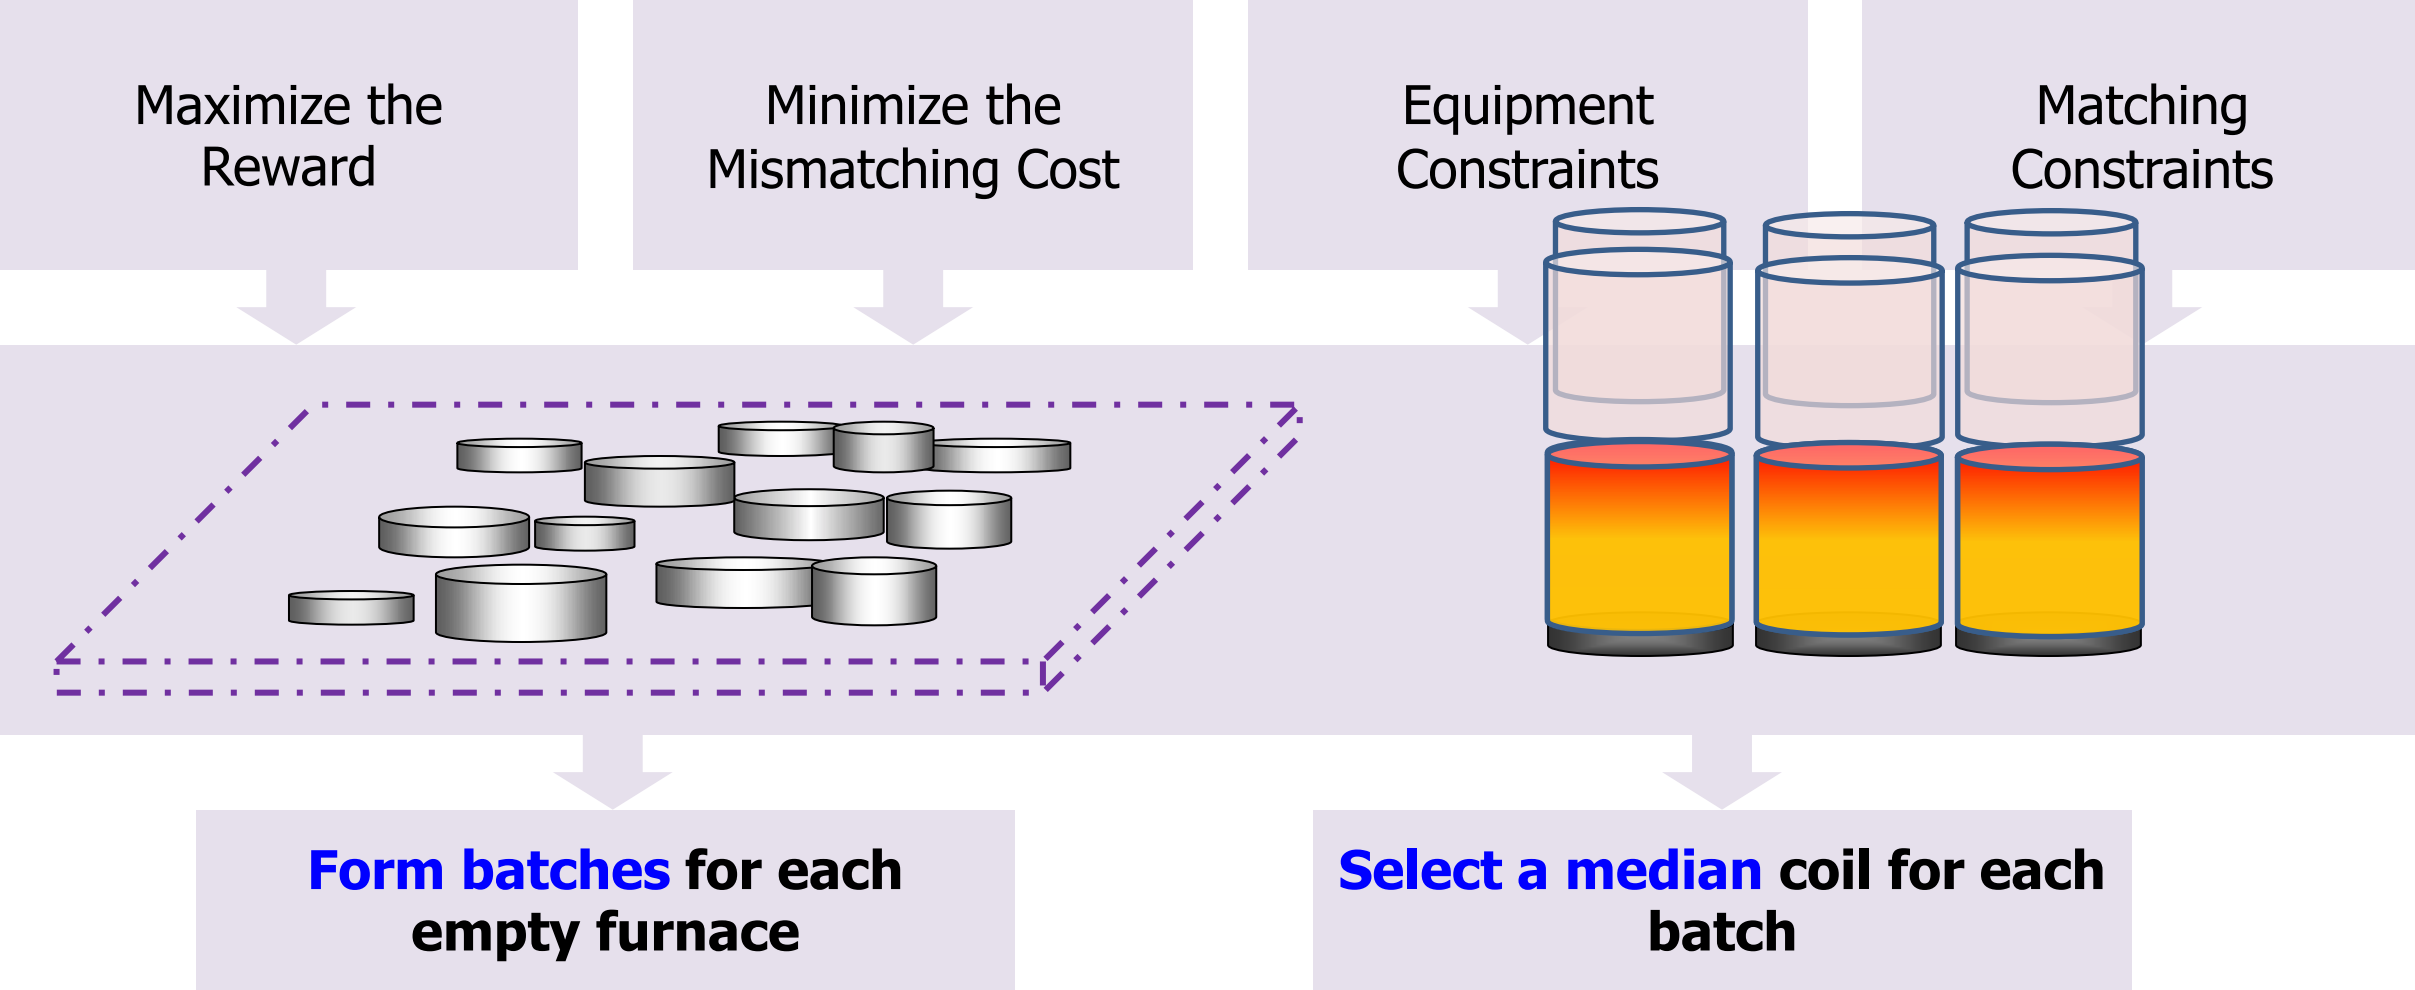 Maximize the
Reward
Minimize the
Mismatching Cost
Equipment
Constraints
Matching
Constraints
Form batches for each
empty furnace
Select a median coil for each
batch